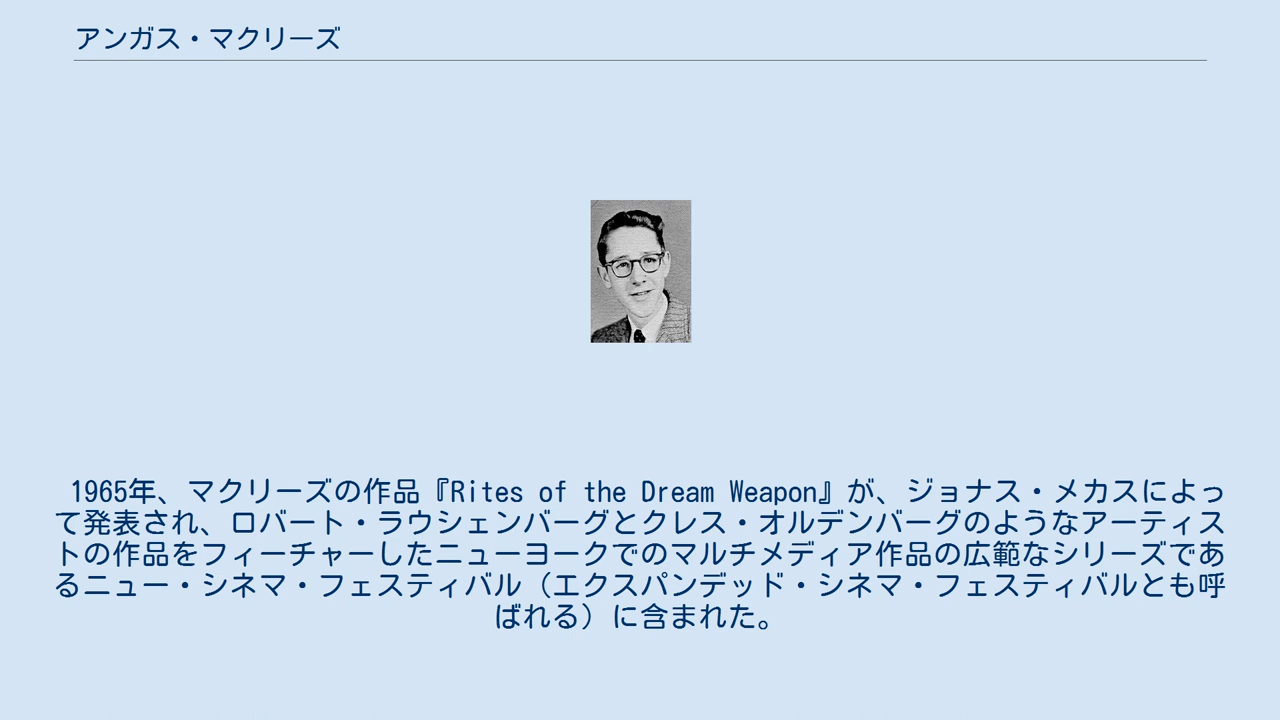 アンガス・マクリーズ
1965年、マクリーズの作品『Rites of the Dream Weapon』が、ジョナス・メカスによっ
て発表され、ロバート・ラウシェンバーグとクレス・オルデンバーグのようなアーティス
トの作品をフィーチャーしたニューヨークでのマルチメディア作品の広範なシリーズであ
るニュー・シネマ・フェスティバル（エクスパンデッド・シネマ・フェスティバルとも呼
ばれる）に含まれた。